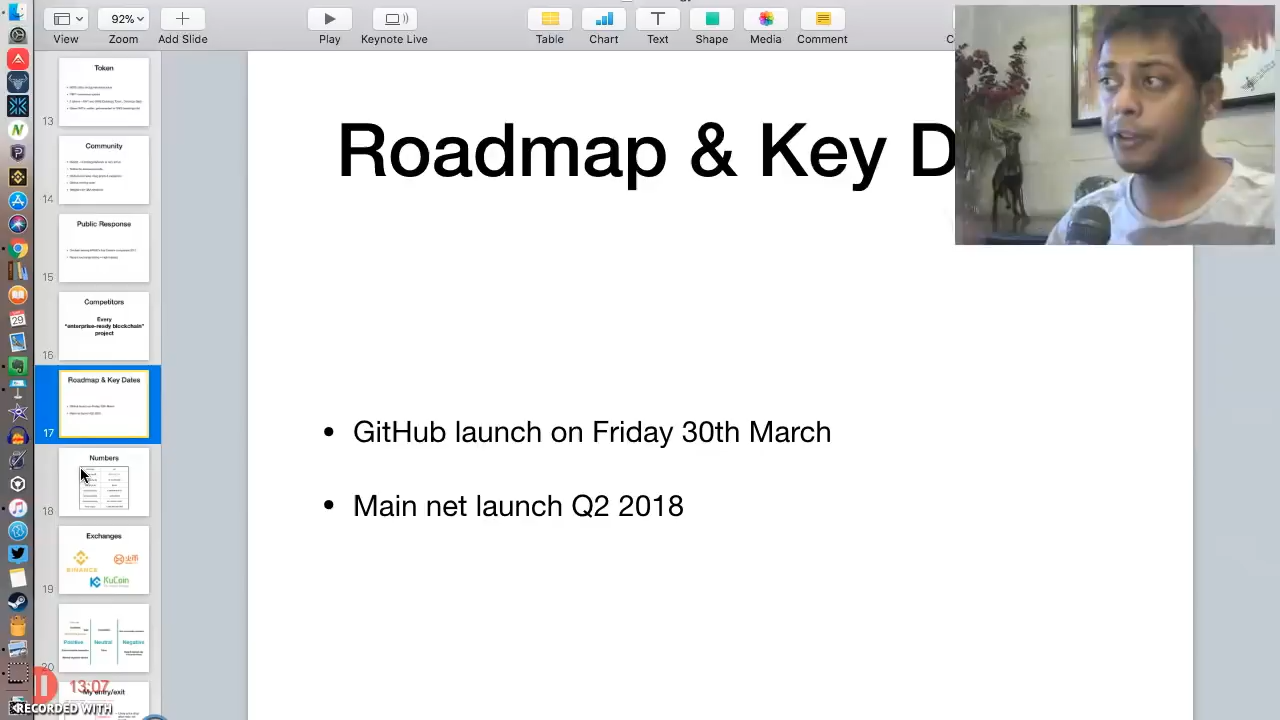 View
92%
Zoom
Add Slide
Play
Keynote Live
Table
Chart
Text
Shape
Media
Comment
Token
13
Community
14
Public Response
15
Competitors
Every
"enterprise-ready blockchain"
project
16
Roadmap & Key Dates
17
Numbers
18
Exchanges
BINANCE
KuCoin
19
Positive
Neutral
Negative
20
My entry/exit
Roadmap & Key D
• GitHub launch on Friday 30th March
• Main net launch Q2 2018
29
13:07
RECORDED WITH